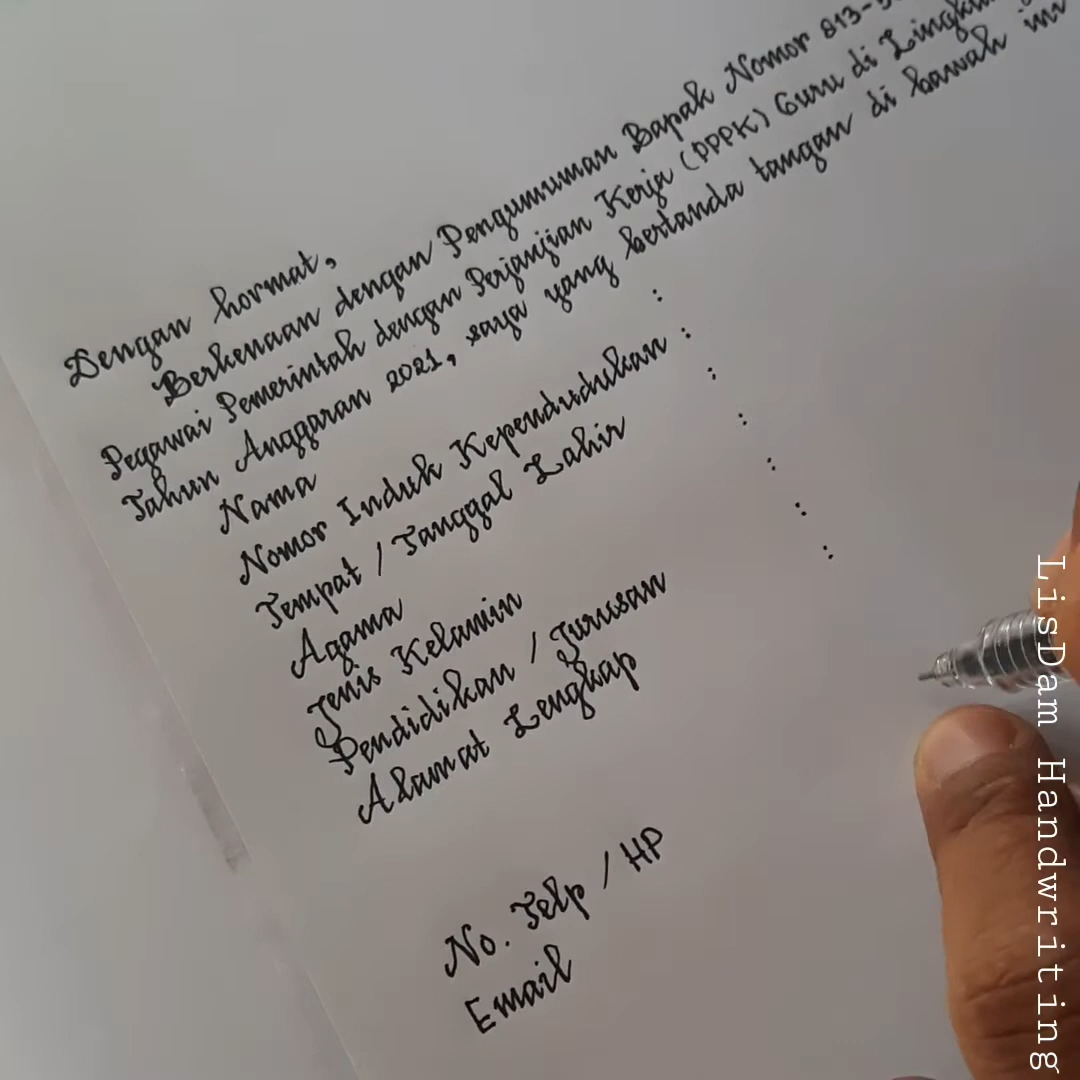 Dengan hormat,
Berkenaan dengan Pengumuman Bapak Nomor 813-
Pegawai Pemerintah dengan Perjanjian Kerja (PPPK) Guru di
Tahun Anggaran 2021, saya yang bertanda tangan di bawah ini
Nama :
Nomor Induk Kependudukan :
Tempat / Tanggal Lahir :
Agama :
Jenis Kelamin :
Pendidikan / Jurusan :
Alamat Lengkap :
No. Telp / HP
Email
LisDam Handwriting